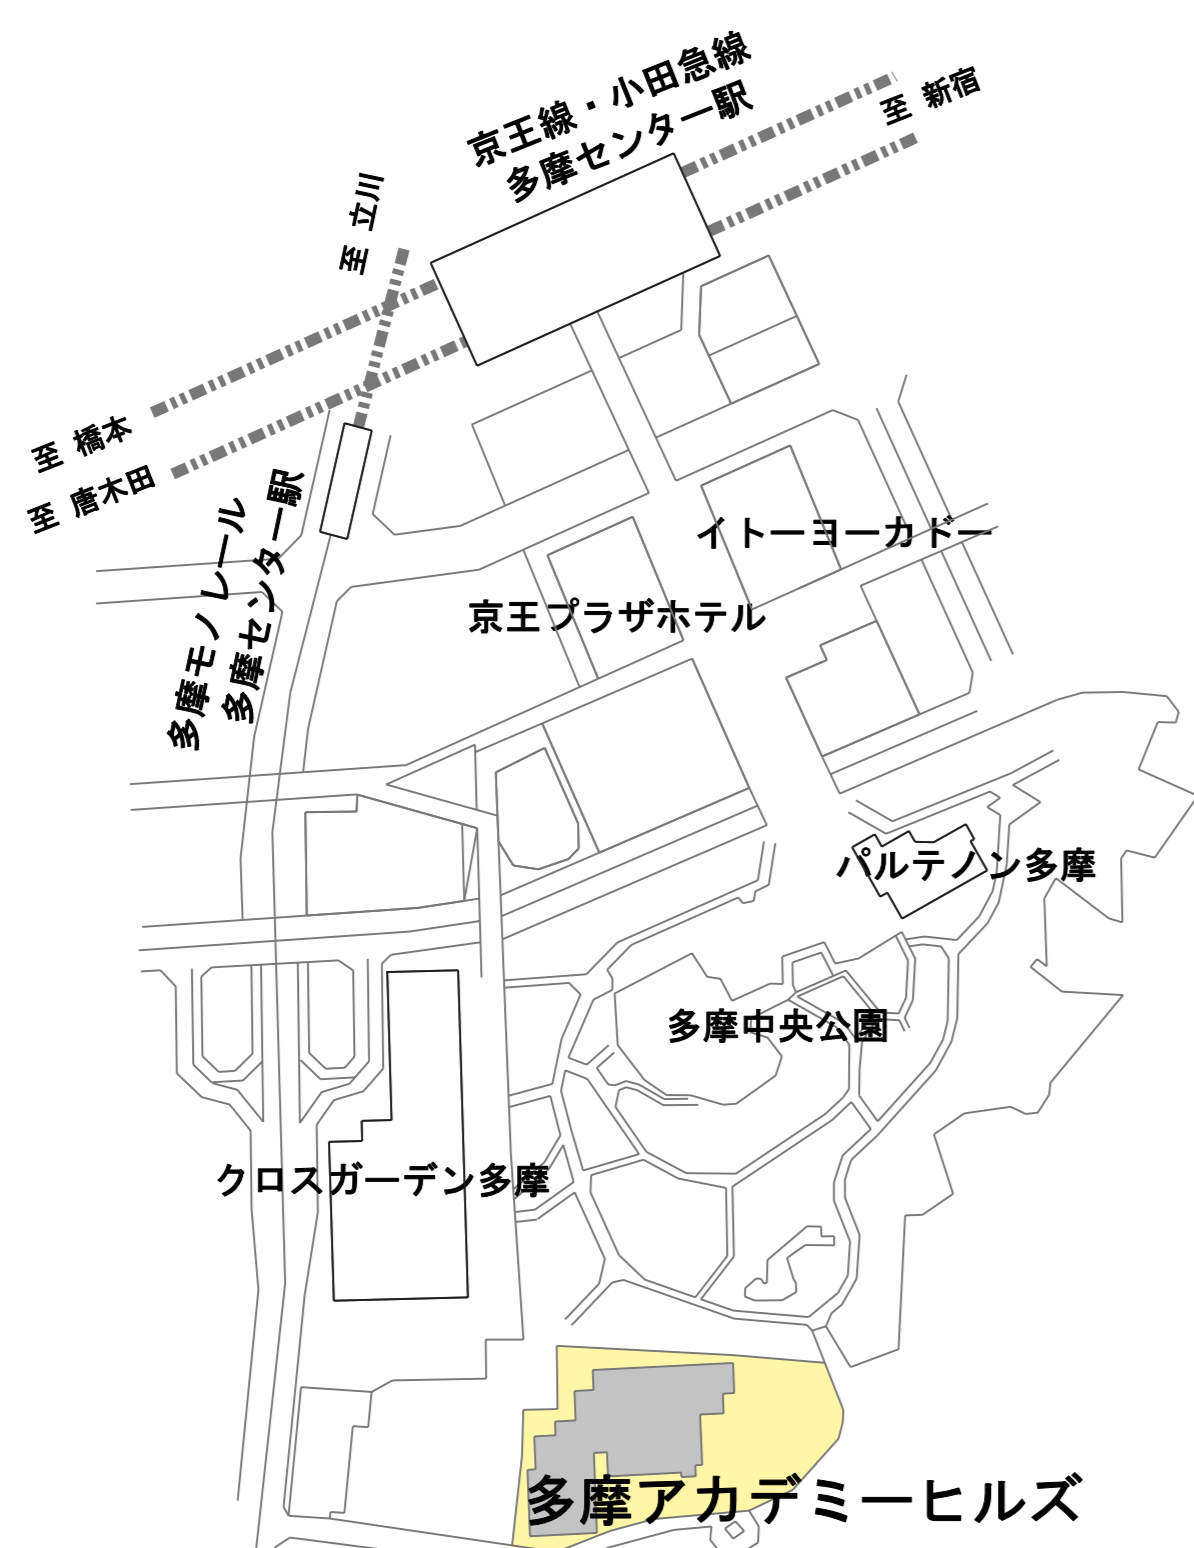 京王線・小田急線
多摩センター駅
至 新宿
至 立川
至 橋本
至 唐木田
多摩モノレール
多摩センター駅
イトーヨーカドー
京王プラザホテル
パルテノン多摩
多摩中央公園
クロスガーデン多摩
多摩アカデミーヒルズ